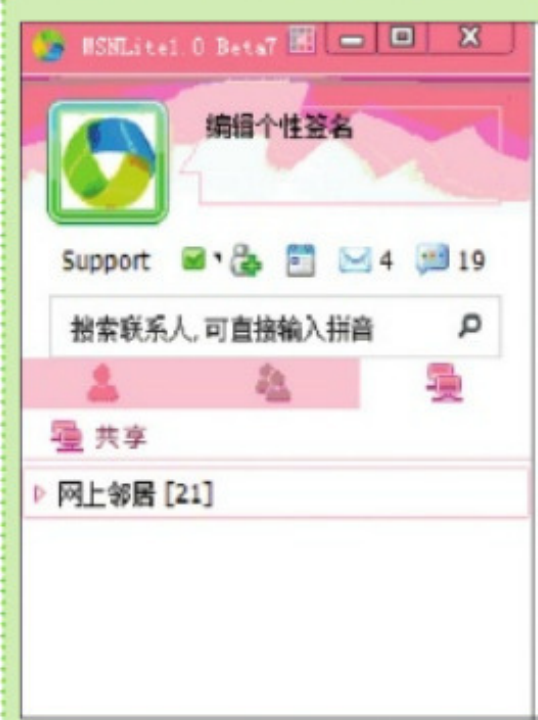 MSNLite1.0 Beta7
编辑个性签名
Support 4 19
搜索联系人,可直接输入拼音
共享
网上邻居 [21]